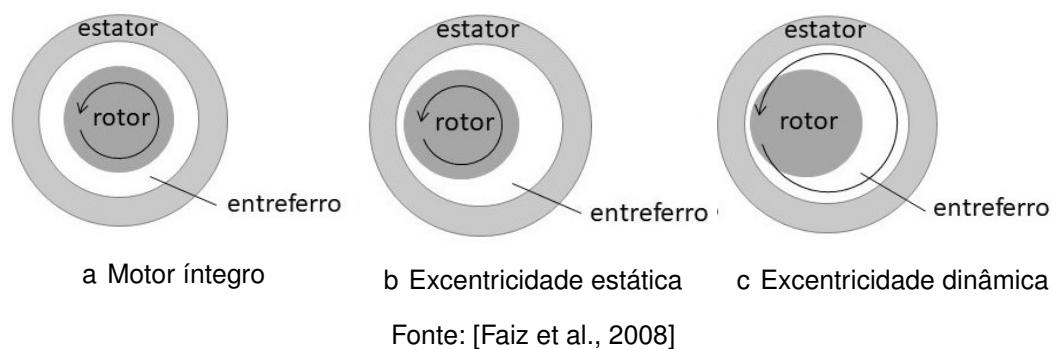 estator
rotor
entreferro
a Motor íntegro
estator
rotor
entreferro
b Excentricidade estática
estator
rotor
entreferro
c Excentricidade dinâmica
Fonte: [Faiz et al., 2008]